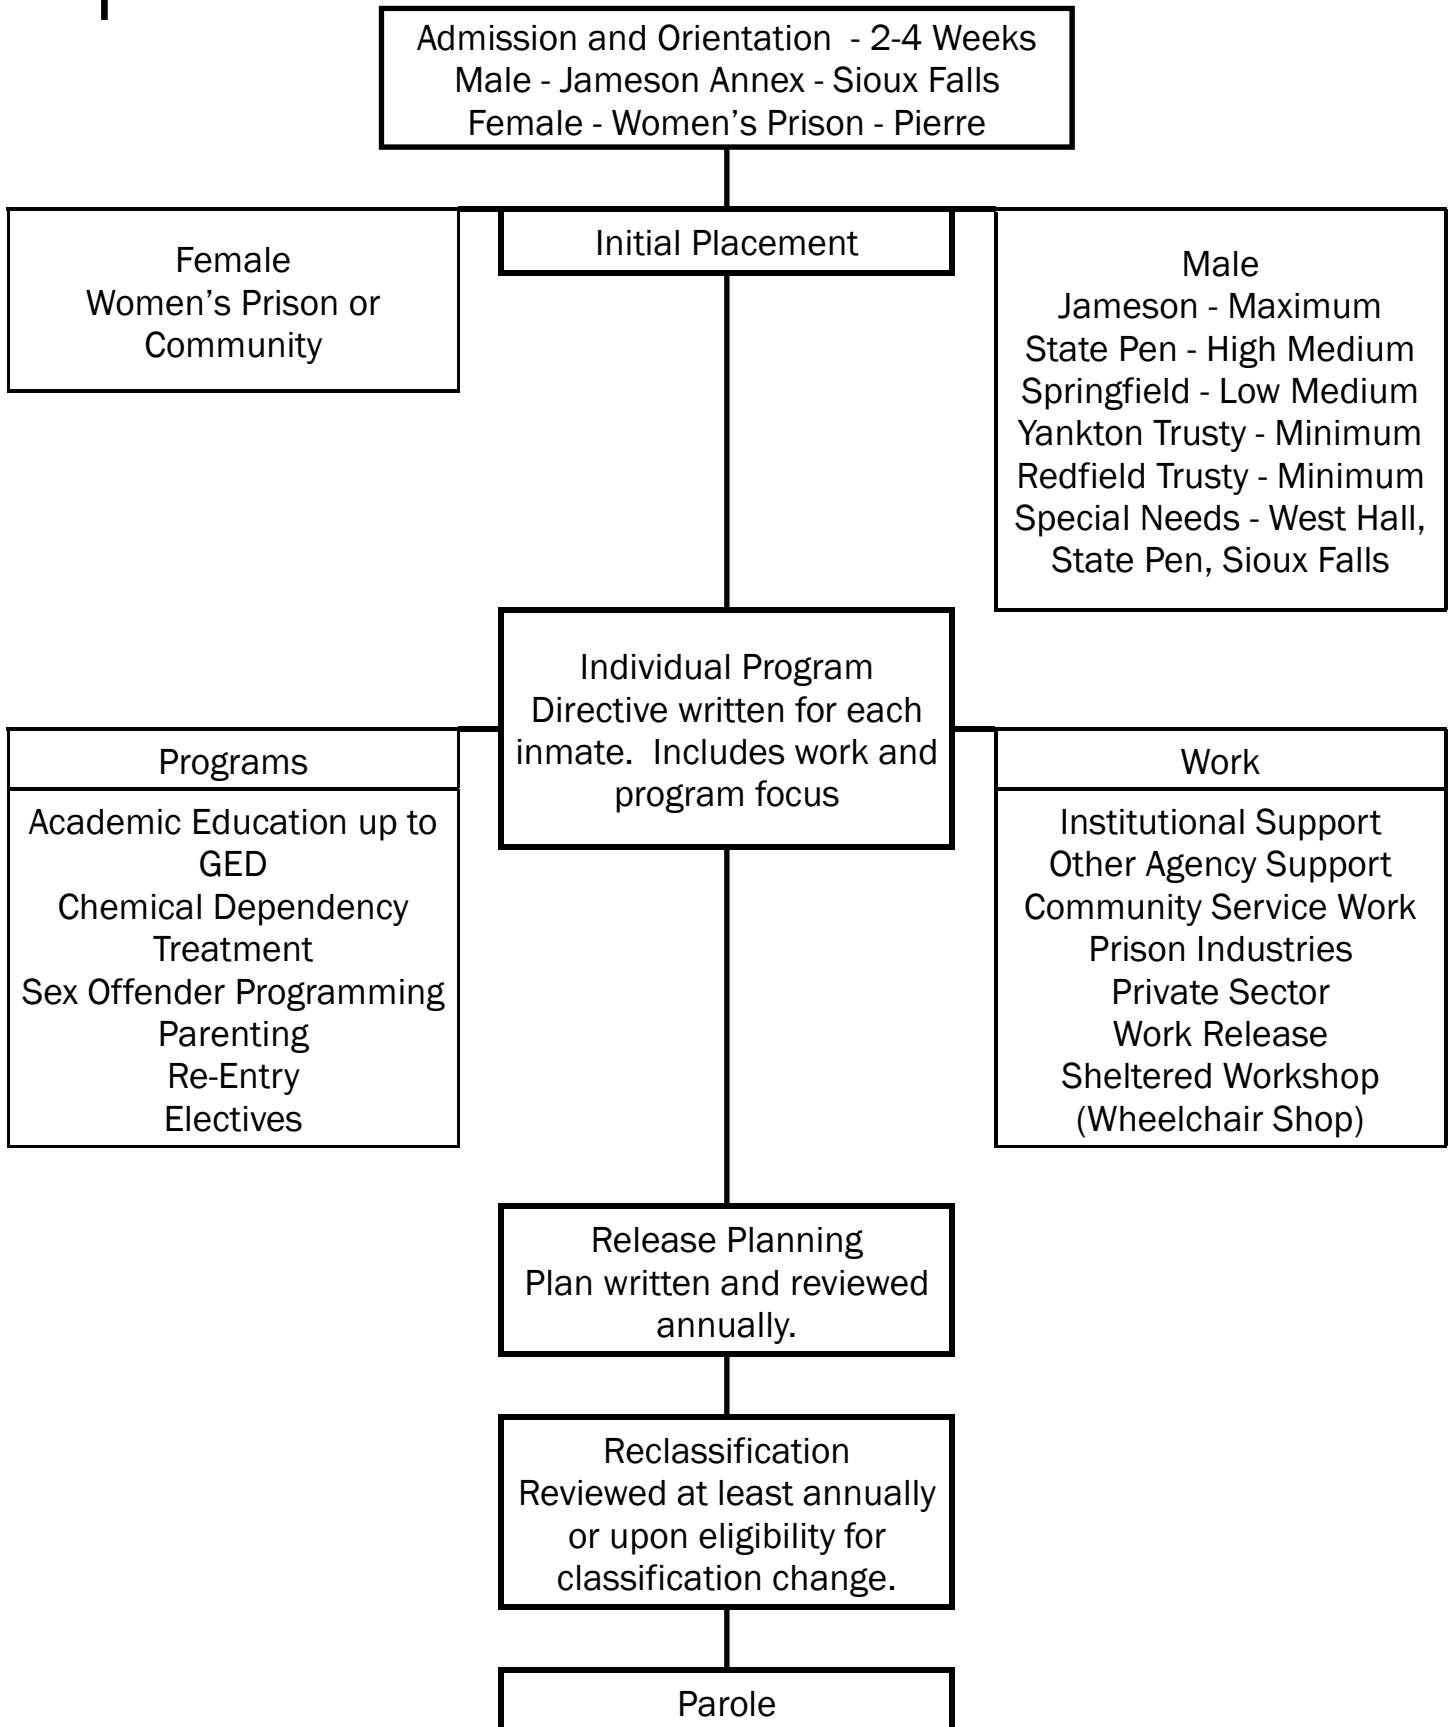 Admission and Orientation - 2-4 Weeks
Male - Jameson Annex - Sioux Falls
Female - Women's Prison - Pierre
Initial Placement
Female
Women's Prison or
Community
Male
Jameson - Maximum
State Pen - High Medium
Springfield - Low Medium
Yankton Trusty - Minimum
Redfield Trusty - Minimum
Special Needs - West Hall,
State Pen, Sioux Falls
Individual Program
Directive written for each
inmate. Includes work and
program focus
Programs
Academic Education up to
GED
Chemical Dependency
Treatment
Sex Offender Programming
Parenting
Re-Entry
Electives
Work
Institutional Support
Other Agency Support
Community Service Work
Prison Industries
Private Sector
Work Release
Sheltered Workshop
(Wheelchair Shop)
Release Planning
Plan written and reviewed
annually.
Reclassification
Reviewed at least annually
or upon eligibility for
classification change.
Parole